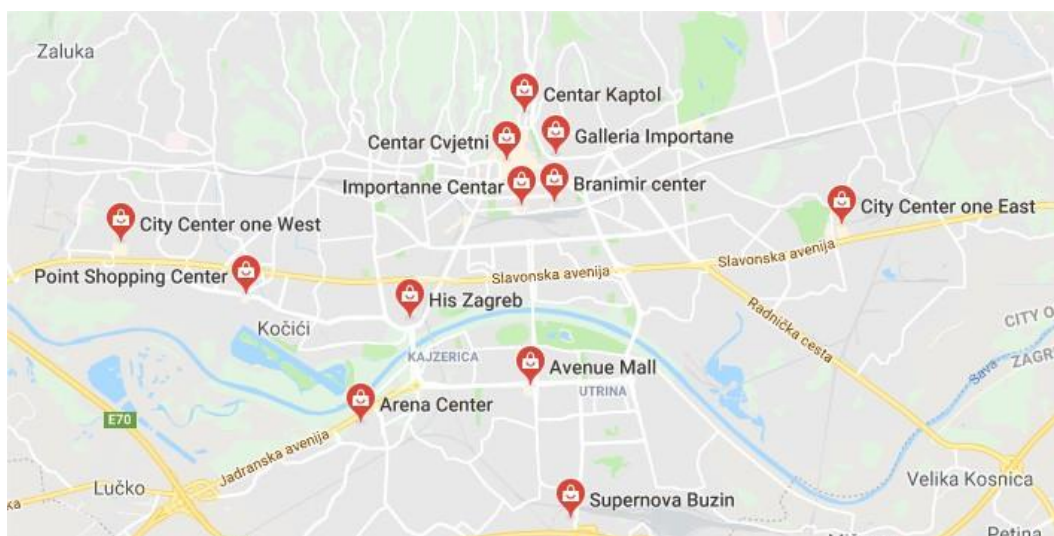 Zaluka
Centar Kaptol
Centar Cvjetni
Galleria Importane
Importanne Centar
Branimir center
City Center one West
City Center one East
Point Shopping Center
Slavonska avenija
Slavonska avenija
His Zagreb
Kočići
Radnička cesta
CITY O
ZAGR
KAJZERICA
Avenue Mall
Sava
UTRINA
Arena Center
E70
Jadranska avenija
Lučko
Velika Kosnica
Supernova Buzin
ka
Petina